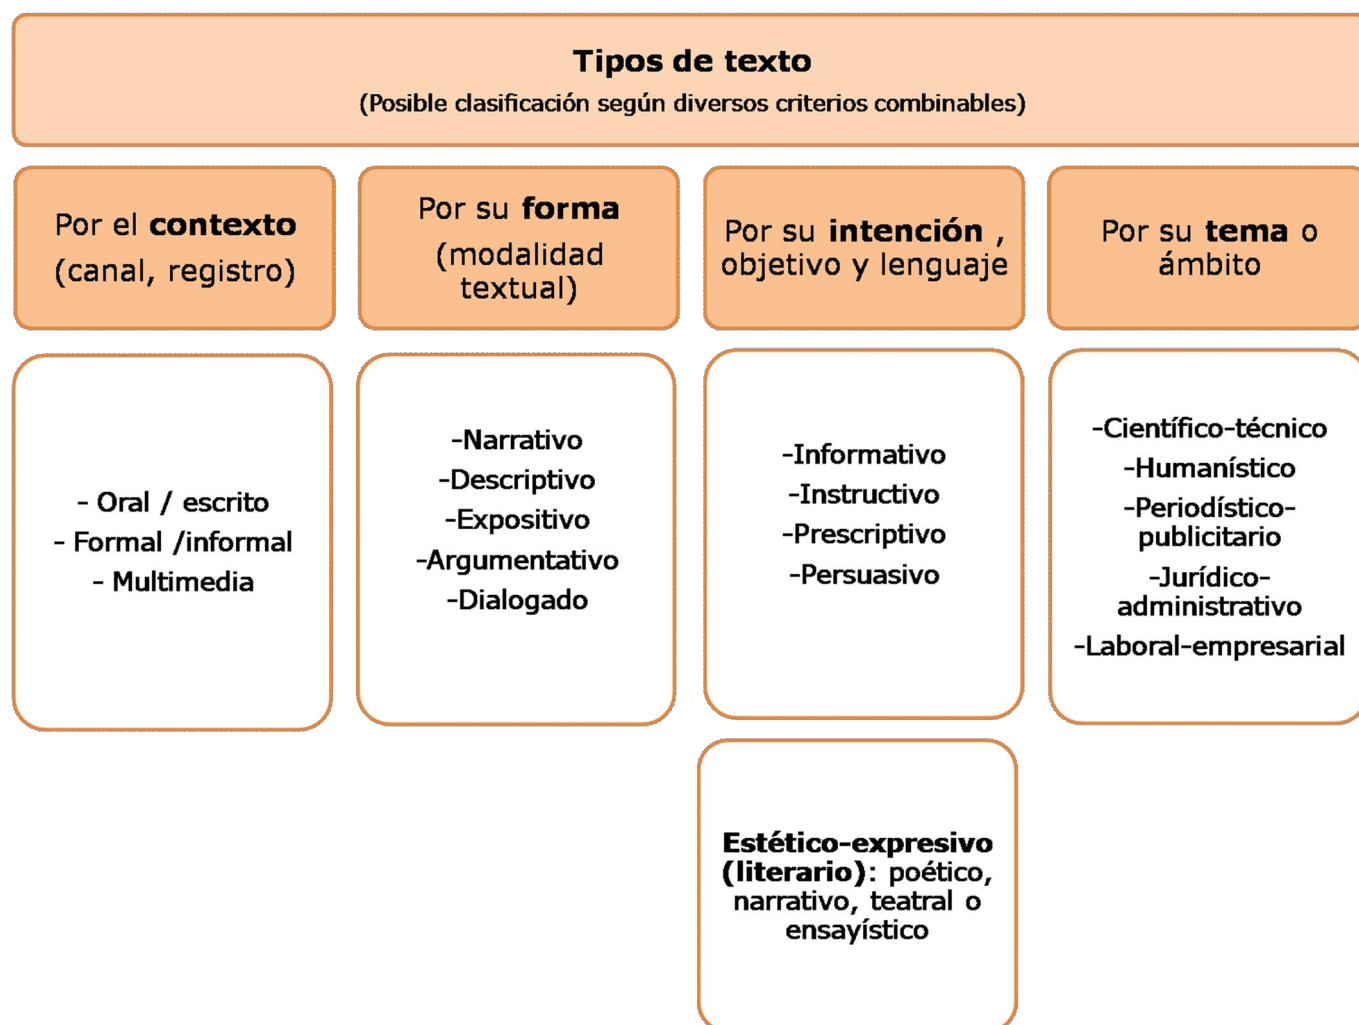 Tipos de texto
(Posible clasificación según diversos criterios combinables)
Por el contexto
(canal, registro)
Por su forma
(modalidad
textual)
Por su intención ,
objetivo y lenguaje
Por su tema o
ámbito
- Oral / escrito
- Formal /informal
- Multimedia
-Narrativo
-Descriptivo
-Expositivo
-Argumentativo
-Dialogado
-Informativo
-Instructivo
-Prescriptivo
-Persuasivo
-Científico-técnico
-Humanístico
-Periodístico-
publicitario
-Jurídico-
administrativo
-Laboral-empresarial
Estético-expresivo
(literario): poético,
narrativo, teatral o
ensayístico